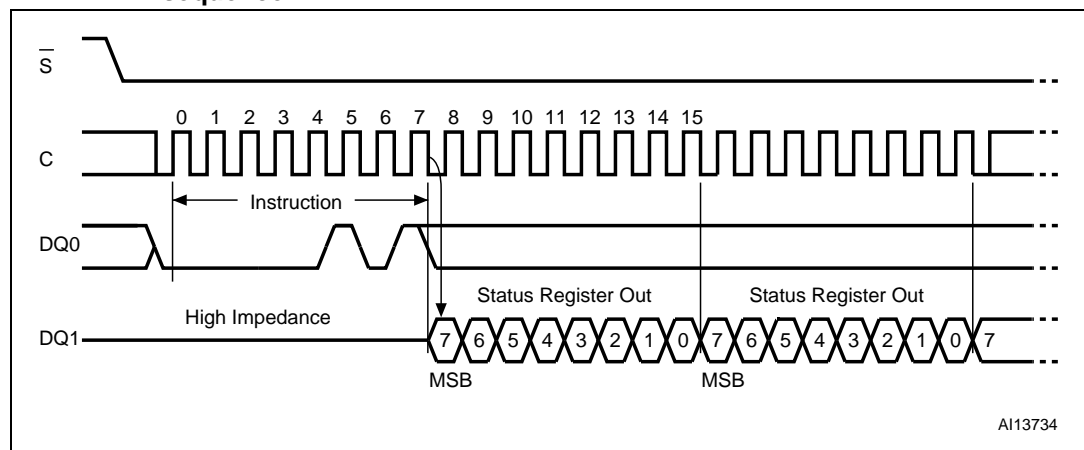 S
0 1 2 3 4 5 6 7 8 9 10 11 12 13 14 15
C
Instruction
DQ0
Status Register Out Status Register Out
High Impedance
DQ1 7 6 5 4 3 2 1 0 7 6 5 4 3 2 1 0 7
MSB MSB
AI13734